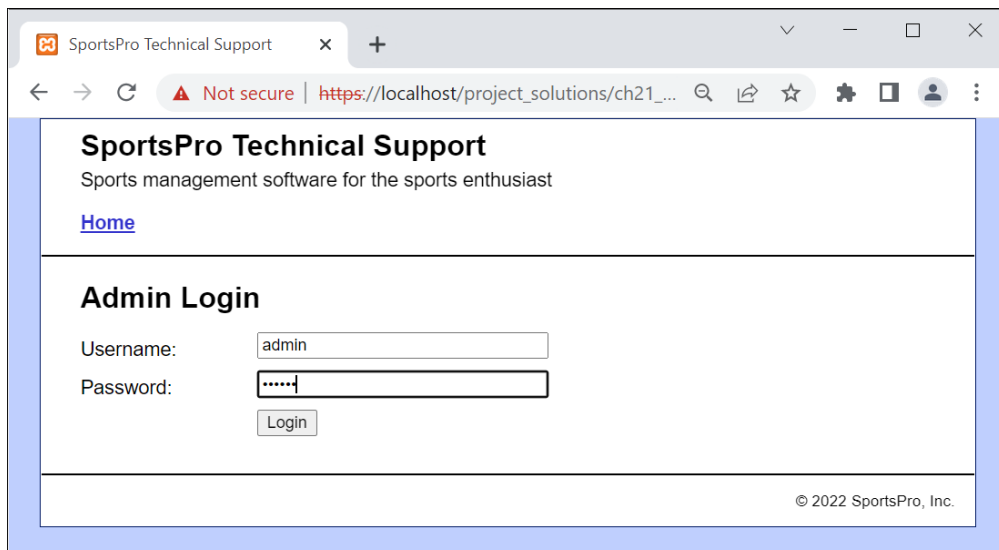 SportsPro Technical Support
Not secure | https://localhost/project_solutions/ch21_...
SportsPro Technical Support
Sports management software for the sports enthusiast
Home
Admin Login
Username: admin
Password: ••••••
Login
© 2022 SportsPro, Inc.